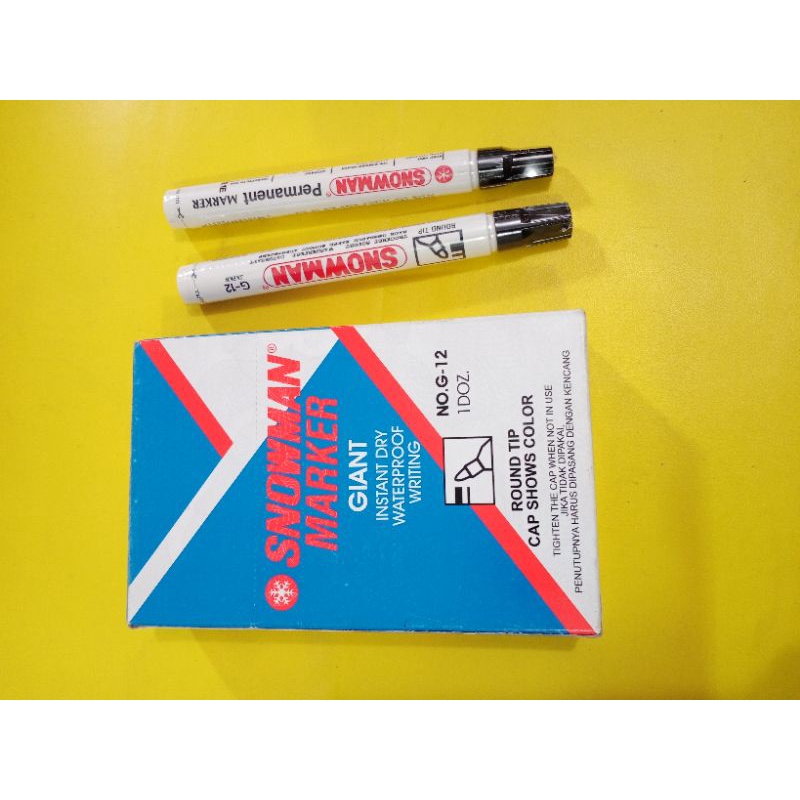 SNOWMAN
Permanent MARKER
ROUND TIP
SNOWMAN
G-12
JAPAN
SNOWMAN®
MARKER
GIANT
INSTANT DRY
WATERPROOF
WRITING
NO.G-12
1DOZ.
ROUND TIP
CAP SHOWS COLOR
TIGHTEN THE CAP WHEN NOT IN USE
JIKA TIDAK DIPAKAI,
PENUTUPNYA HARUS DIPASANG DENGAN KENCANG